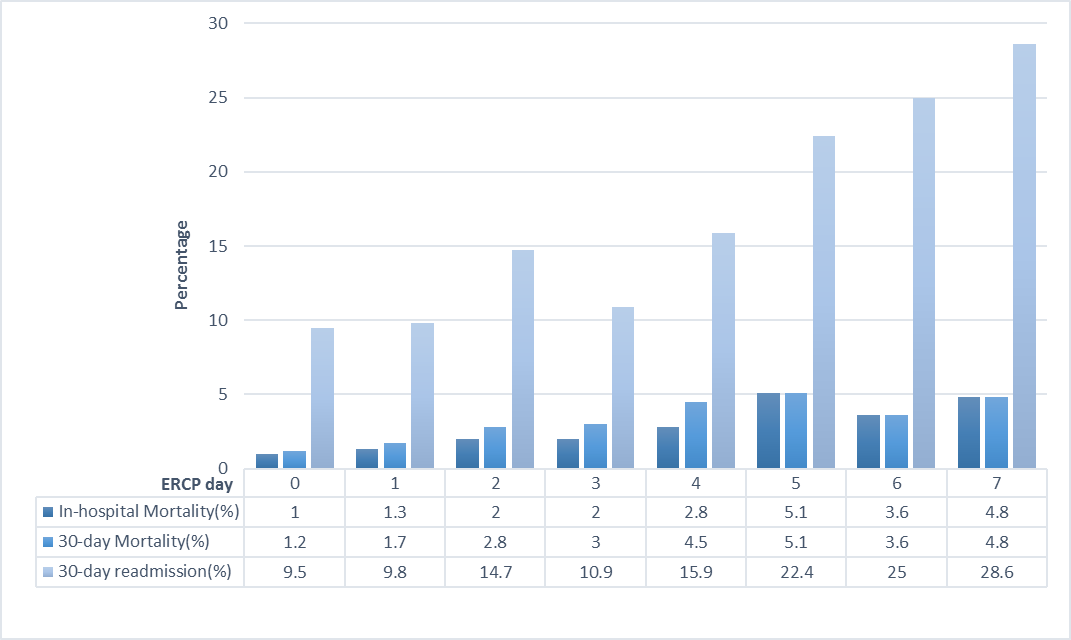 30
25
20
15
10
5
0
Percentage
ERCP day 0 1 2 3 4 5 6 7
In-hospital Mortality(%) 1 1.3 2 2 2.8 5.1 3.6 4.8
30-day Mortality(%) 1.2 1.7 2.8 3 4.5 5.1 3.6 4.8
30-day readmission(%) 9.5 9.8 14.7 10.9 15.9 22.4 25 28.6